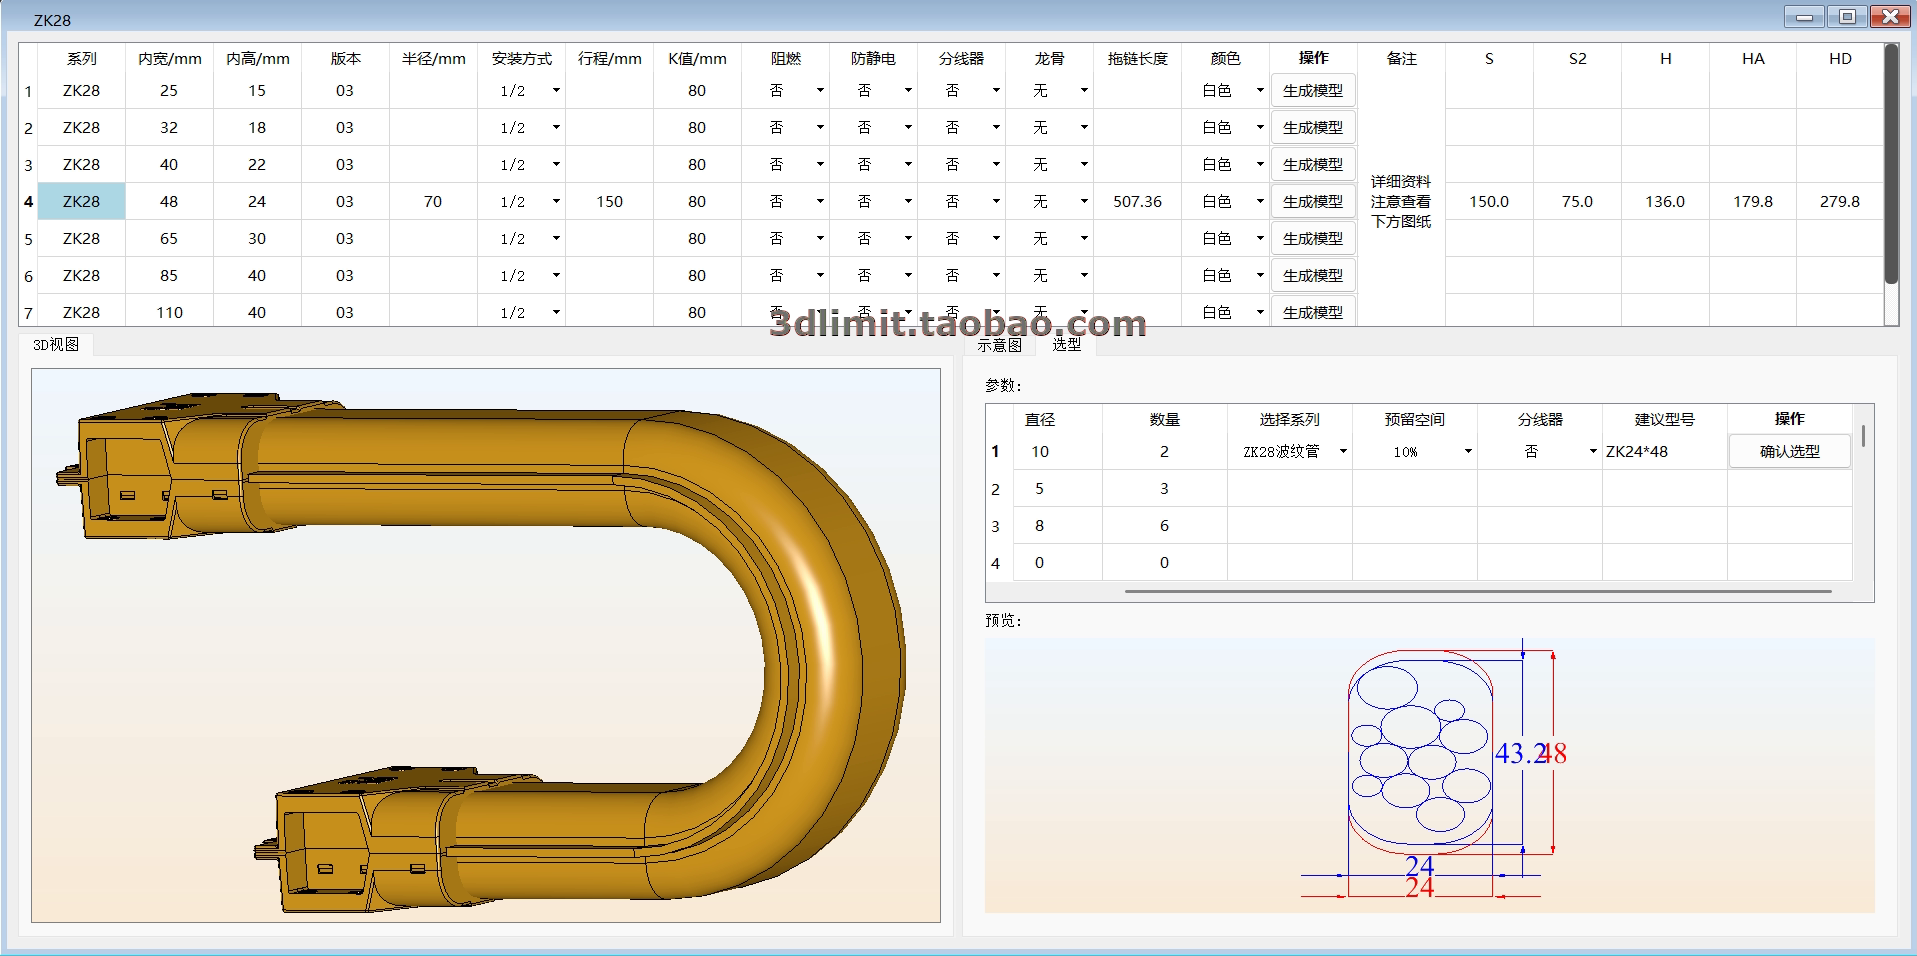 ZK28
系列 内宽/mm 内高/mm 版本 半径/mm 安装方式 行程/mm K值/mm 阻燃 防静电 分线器 龙骨 拖链长度 颜色 操作 备注 S S2 H HA HD
1 ZK28 25 15 03 1/2 80 否 否 否 无 白色 生成模型
2 ZK28 32 18 03 1/2 80 否 否 否 无 白色 生成模型
3 ZK28 40 22 03 1/2 80 否 否 否 无 白色 生成模型
详细资料
4 ZK28 48 24 03 70 1/2 150 80 否 否 否 无 507.36 白色 生成模型 注意查看 150.0 75.0 136.0 179.8 279.8
下方图纸
5 ZK28 65 30 03 1/2 80 否 否 否 无 白色 生成模型
6 ZK28 85 40 03 1/2 80 否 否 否 无 白色 生成模型
7 ZK28 110 40 03 1/2 80 否 否 否 无 白色 生成模型
3dlimit.taobao.com
3D视图
示意图 选型
参数:
直径 数量 选择系列 预留空间 分线器 建议型号 操作
1 10 2 ZK28波纹管 10% 否 ZK24*48 确认选型
2 5 3
3 8 6
4 0 0
预览:
43.2 48
24
24